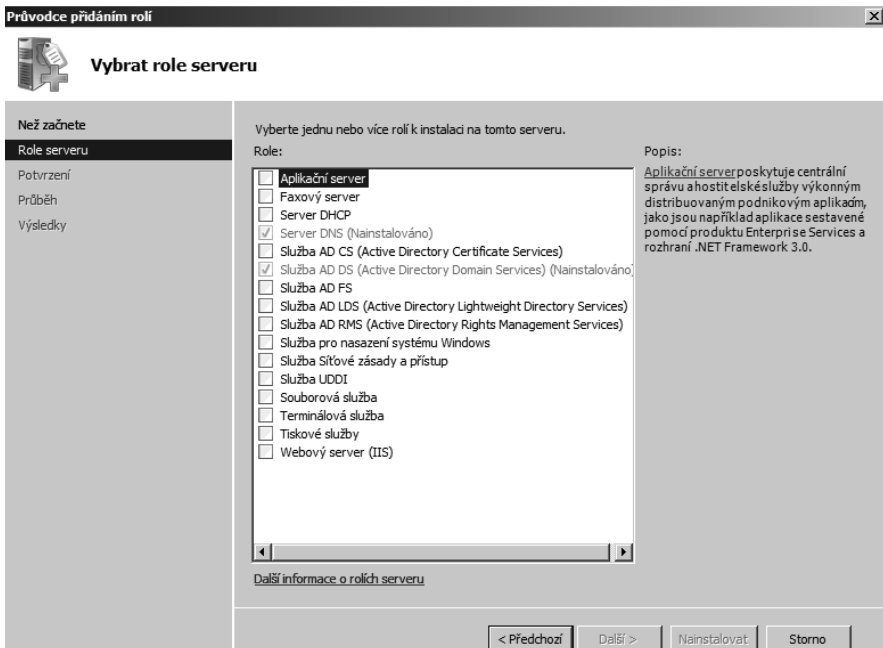 Průvodce přidáním rolí
Vybrat role serveru
Než začnete
Role serveru
Potvrzení
Průběh
Výsledky
Vyberte jednu nebo více rolí k instalaci na tomto serveru.
Role:
Aplikační server
Faxový server
Server DHCP
Server DNS (Nainstalováno)
Služba AD CS (Active Directory Certificate Services)
Služba AD DS (Active Directory Domain Services) (Nainstalováno)
Služba AD FS
Služba AD LDS (Active Directory Lightweight Directory Services)
Služba AD RMS (Active Directory Rights Management Services)
Služba pro nasazení systému Windows
Služba Síťové zásady a přístup
Služba UDDI
Souborová služba
Terminálová služba
Tiskové služby
Webový server (IIS)
Další informace o rolích serveru
Popis:
Aplikační server poskytuje centrální
správu a hostitelské služby výkonným
distribuovaným podnikovým aplikacím,
jako jsou například aplikace sestavené
pomocí produktu Enterprise Services a
rozhraní .NET Framework 3.0.
< Předchozí
Další >
Nainstalovat
Storno